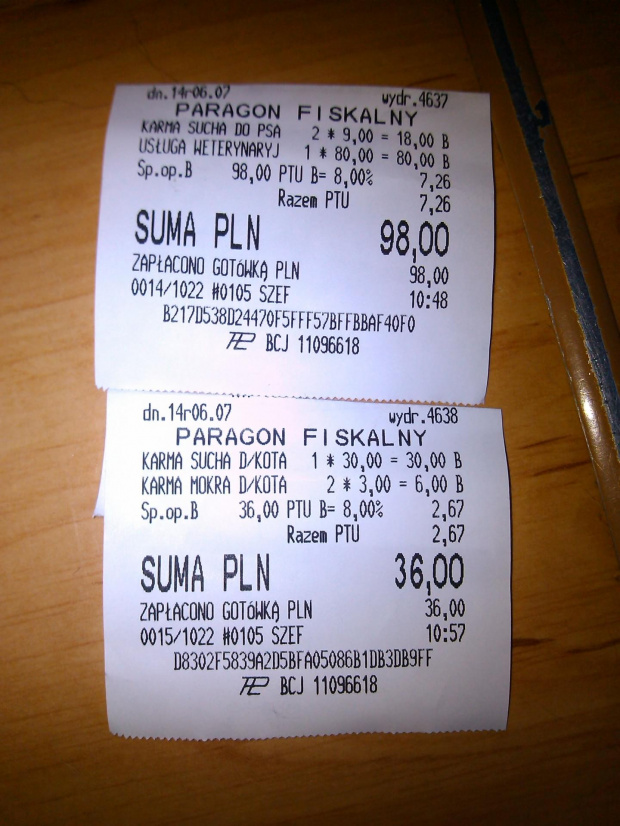 dn.14r06.07 wydr.4637
PARAGON FISKALNY
KARMA SUCHA DO PSA 2 * 9,00 = 18,00 B
USŁUGA WETERYNARYJ 1 * 80,00 = 80,00 B
Sp.op.B 98,00 PTU B= 8,00% 7,26
Razem PTU 7,26
SUMA PLN 98,00
ZAPŁACONO GOTÓWKĄ PLN 98,00
0014/1022 #0105 SZEF 10:48
B217D538D24470F5FFF57BFFBBAF40F0
BCJ 11096618
dn.14r06.07 wydr.4638
PARAGON FISKALNY
KARMA SUCHA D/KOTA 1 * 30,00 = 30,00 B
KARMA MOKRA D/KOTA 2 * 3,00 = 6,00 B
Sp.op.B 36,00 PTU B= 8,00% 2,67
Razem PTU 2,67
SUMA PLN 36,00
ZAPŁACONO GOTÓWKĄ PLN 36,00
0015/1022 #0105 SZEF 10:57
D8302F5839A2D5BFA05086B1DB3DB9FF
BCJ 11096618